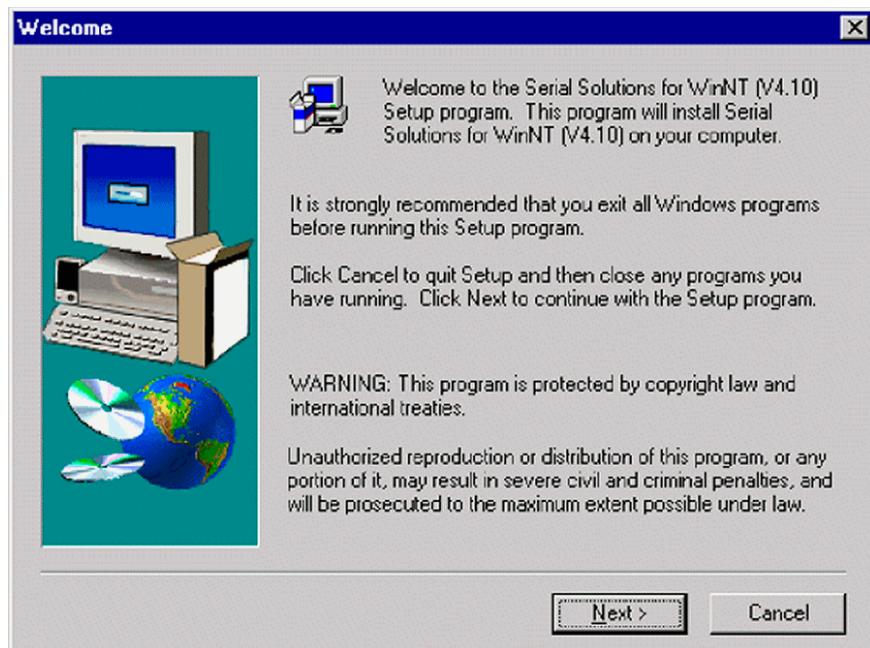 Welcome
Welcome to the Serial Solutions for WinNT (V4.10)
Setup program. This program will install Serial
Solutions for WinNT (V4.10) on your computer.
It is strongly recommended that you exit all Windows programs
before running this Setup program.
Click Cancel to quit Setup and then close any programs you
have running. Click Next to continue with the Setup program.
WARNING: This program is protected by copyright law and
international treaties.
Unauthorized reproduction or distribution of this program, or any
portion of it, may result in severe civil and criminal penalties, and
will be prosecuted to the maximum extent possible under law.
Next >
Cancel